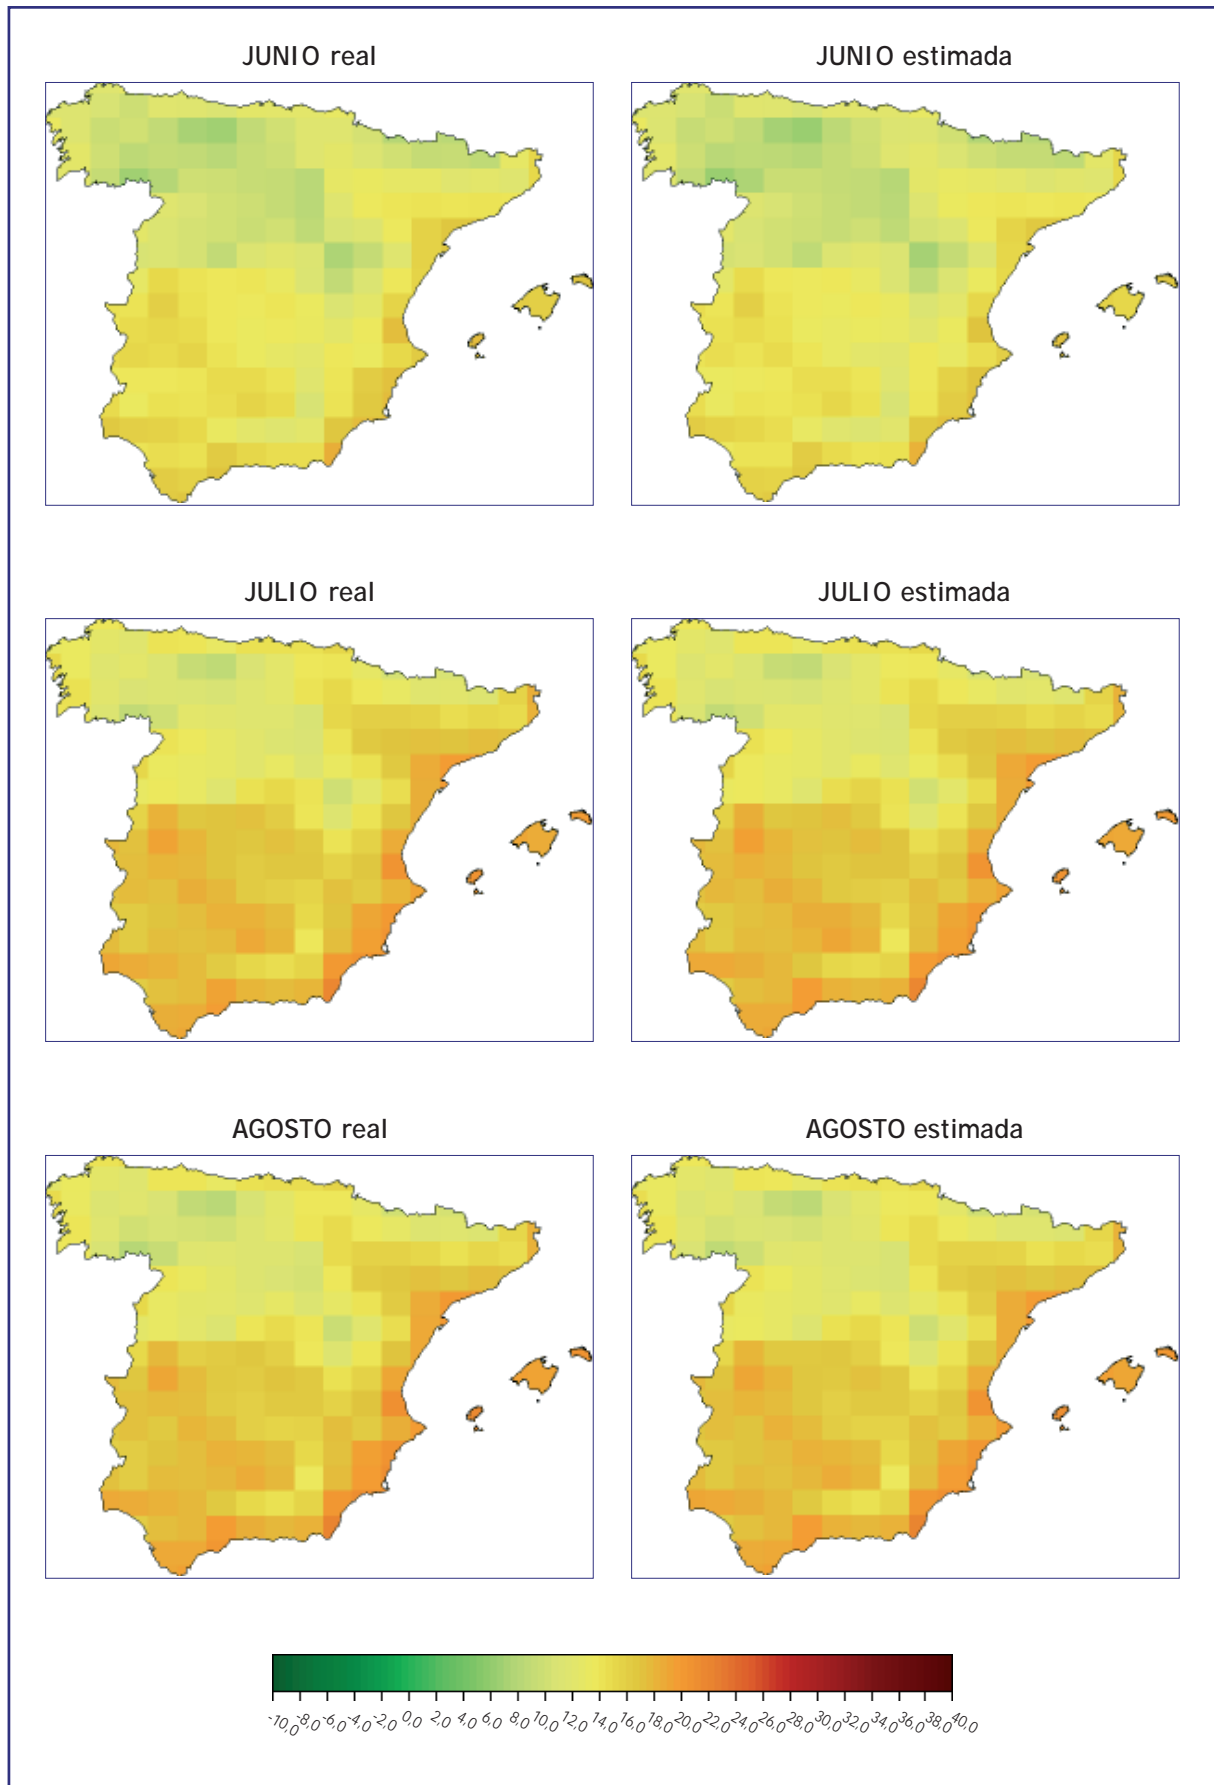 JUNIO real
JUNIO estimada
JULIO real
JULIO estimada
AGOSTO real
AGOSTO estimada
-10,0 -8,0 -6,0 -4,0 -2,0 0,0 2,0 4,0 6,0 8,0 10,0 12,0 14,0 16,0 18,0 20,0 22,0 24,0 26,0 28,0 30,0 32,0 34,0 36,0 38,0 40,0